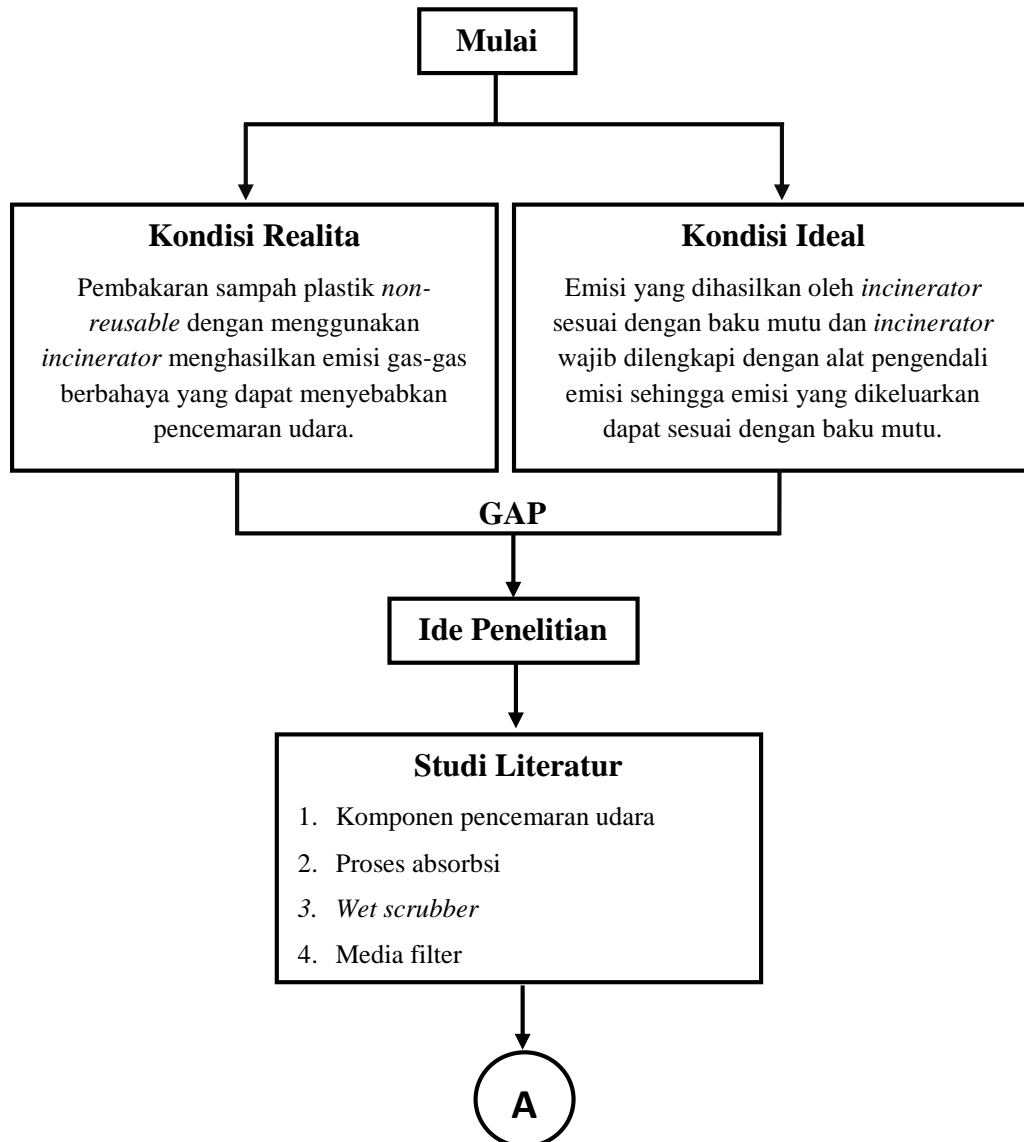 Mulai
Kondisi Realita
Pembakaran sampah plastik non-
reusable dengan menggunakan
incinerator menghasilkan emisi gas-gas
berbahaya yang dapat menyebabkan
pencemaran udara.
Kondisi Ideal
Emisi yang dihasilkan oleh incinerator
sesuai dengan baku mutu dan incinerator
wajib dilengkapi dengan alat pengendali
emisi sehingga emisi yang dikeluarkan
dapat sesuai dengan baku mutu.
GAP
Ide Penelitian
Studi Literatur
1. Komponen pencemaran udara
2. Proses absorbsi
3. Wet scrubber
4. Media filter
A